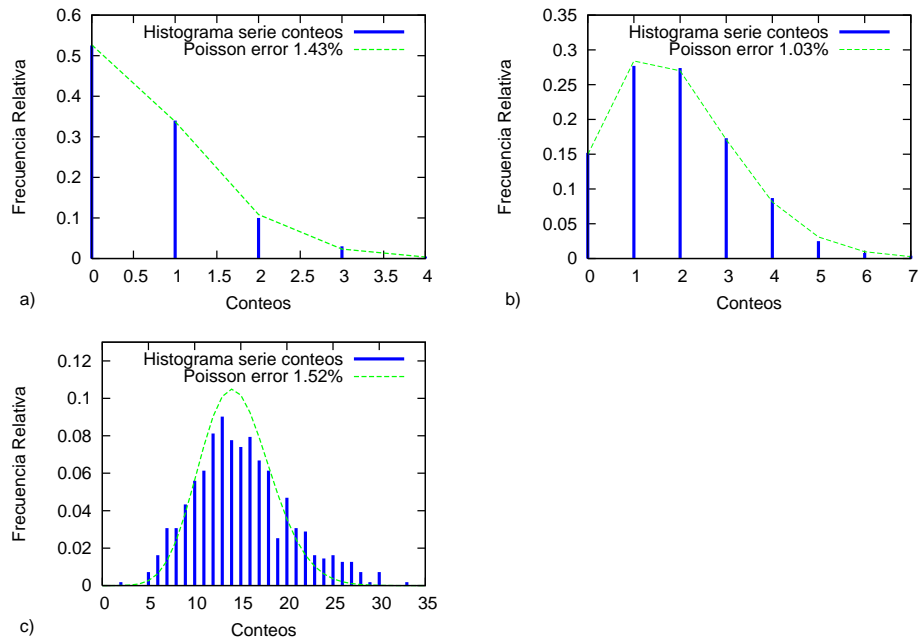 Frecuencia Relativa
0.6
0.5
0.4
0.3
0.2
0.1
0
Histograma serie conteos
Poisson error 1.43%
0 0.5 1 1.5 2 2.5 3 3.5 4
Conteos
a)
Frecuencia Relativa
0.35
0.3
0.25
0.2
0.15
0.1
0.05
0
Histograma serie conteos
Poisson error 1.03%
0 1 2 3 4 5 6 7
Conteos
b)
Frecuencia Relativa
0.12
0.1
0.08
0.06
0.04
0.02
0
Histograma serie conteos
Poisson error 1.52%
0 5 10 15 20 25 30 35
Conteos
c)